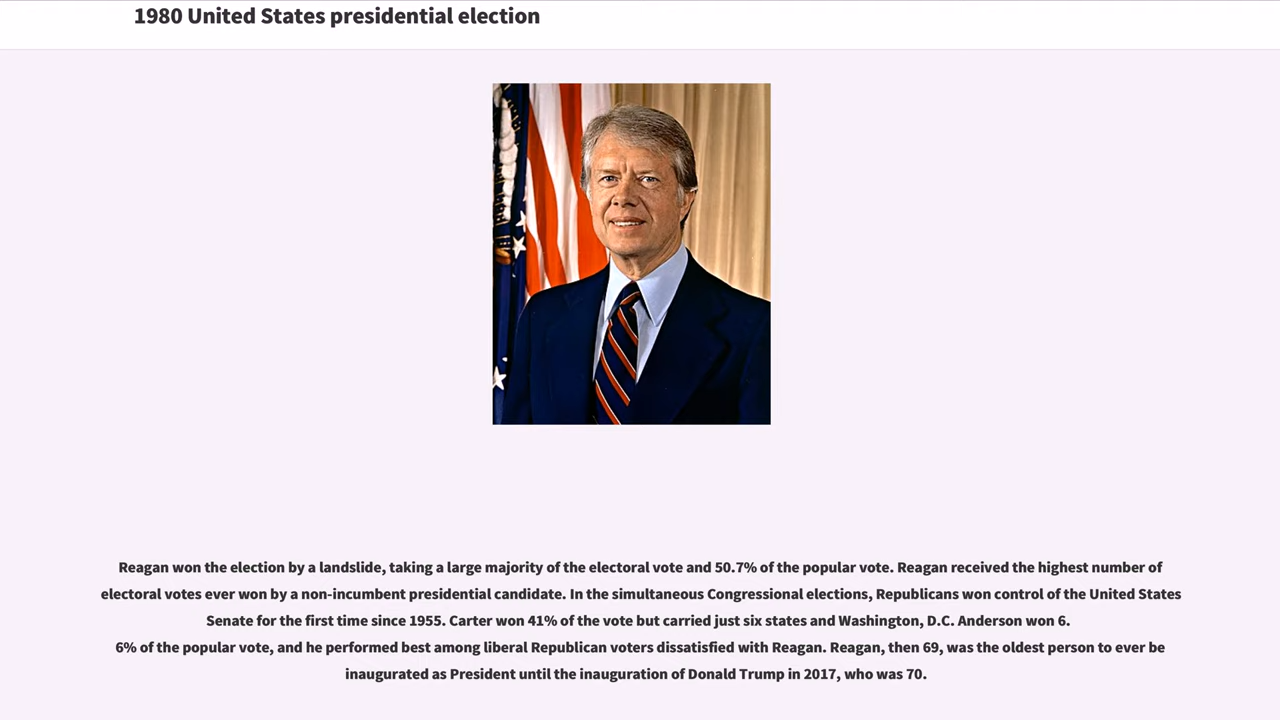 1980 United States presidential election
Reagan won the election by a landslide, taking a large majority of the electoral vote and 50.7% of the popular vote. Reagan received the highest number of
electoral votes ever won by a non-incumbent presidential candidate. In the simultaneous Congressional elections, Republicans won control of the United States
Senate for the first time since 1955. Carter won 41% of the vote but carried just six states and Washington, D.C. Anderson won 6.
6% of the popular vote, and he performed best among liberal Republican voters dissatisfied with Reagan. Reagan, then 69, was the oldest person to ever be
inaugurated as President until the inauguration of Donald Trump in 2017, who was 70.